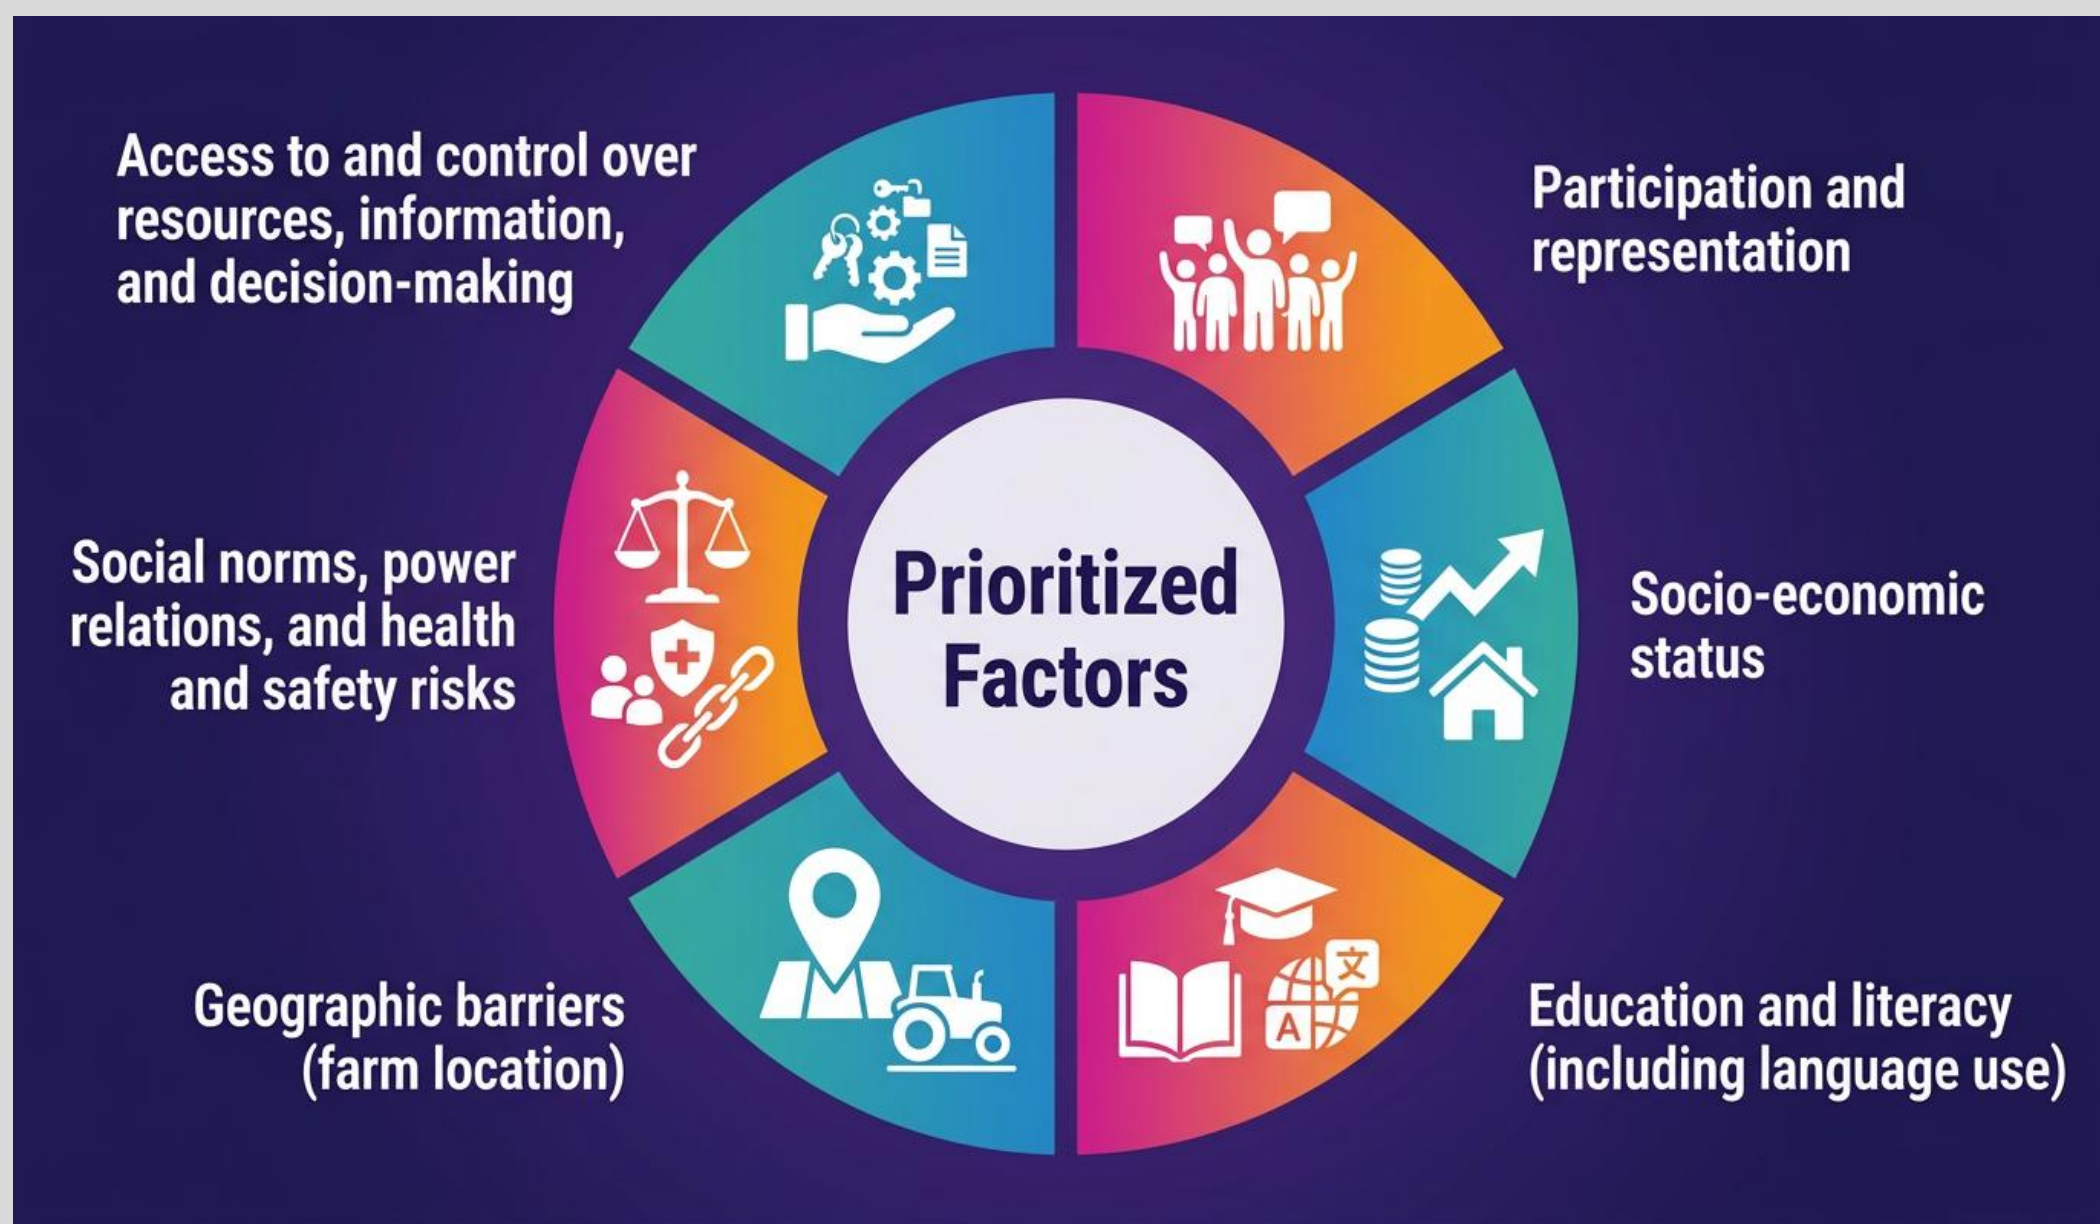 Access to and control over
resources, information,
and decision-making
Participation and
representation
Social norms, power
relations, and health
and safety risks
Prioritized
Factors
Socio-economic
status
Geographic barriers
(farm location)
文
A
Education and literacy
(including language use)